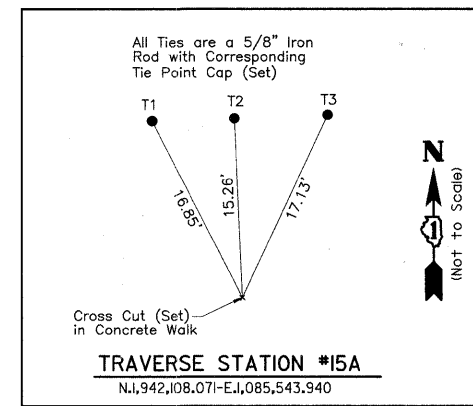 All Ties are a 5/8" Iron
Rod with Corresponding
Tie Point Cap (Set)
T1 T2 T3
N
16.85'
15.26'
17.13'
1
(Not to Scale)
Cross Cut (Set)
in Concrete Walk
TRAVERSE STATION #15A
N.1,942,108.071-E.1,085,543.940